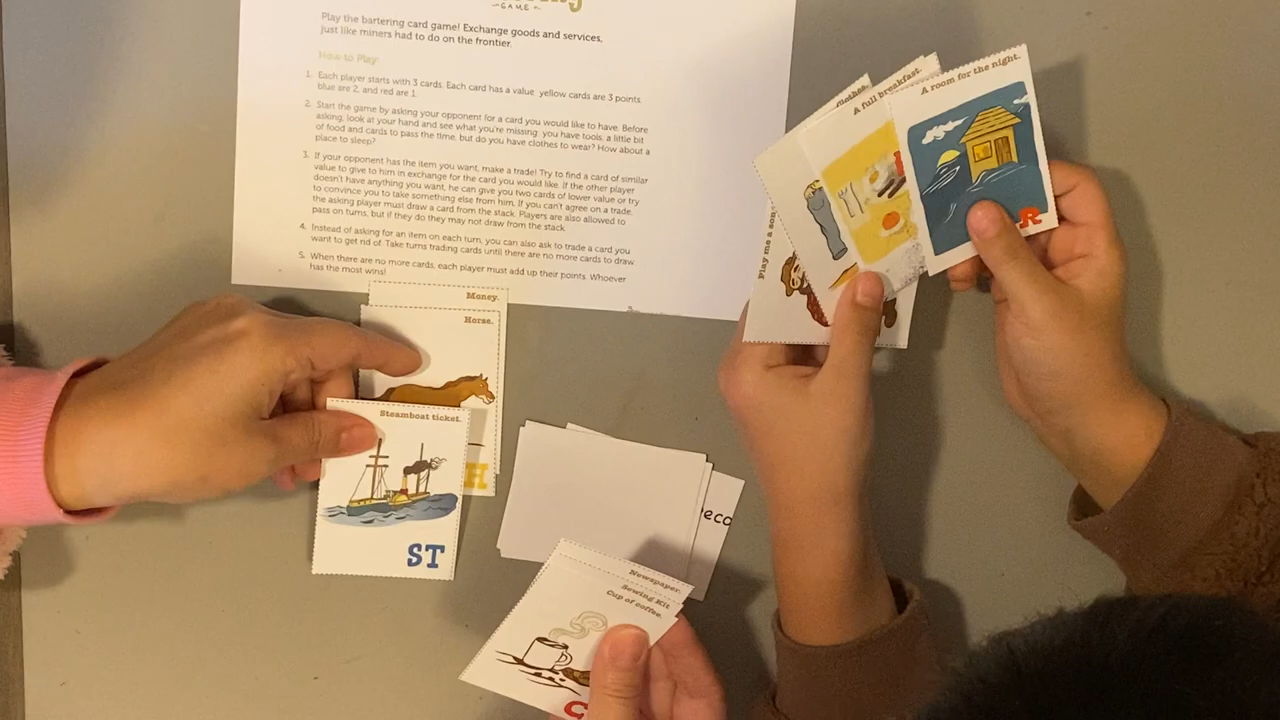 GAME
Play the bartering card game! Exchange goods and services,
just like miners had to do on the frontier.
How to Play:
1. Each player starts with 3 cards. Each card has a value: yellow cards are 3 points,
blue are 2, and red are 1.
2. Start the game by asking your opponent for a card you would like to have. Before
asking, look at your hand and see what you're missing: you have tools, a little bit
of food and cards to pass the time, but do you have clothes to wear? How about a
place to sleep?
3. If your opponent has the item you want, make a trade! Try to find a card of similar
value to give to him in exchange for the card you would like. If the other player
doesn't have anything you want, he can give you two cards of lower value or try
to convince you to take something else from him. If you can't agree on a trade,
the asking player must draw a card from the stack. Players are also allowed to
pass on turns, but if they do they may not draw from the stack.
4. Instead of asking for an item on each turn, you can also ask to trade a card you
want to get rid of. Take turns trading cards until there are no more cards to draw.
5. When there are no more cards, each player must add up their points. Whoever
has the most wins!
Clothes.
A full breakfast.
A room for the night.
R
Play me a son
Money.
Horse.
H
Steamboat ticket.
ST
eco
Newspaper.
Sewing Kit
Cup of coffee.
C